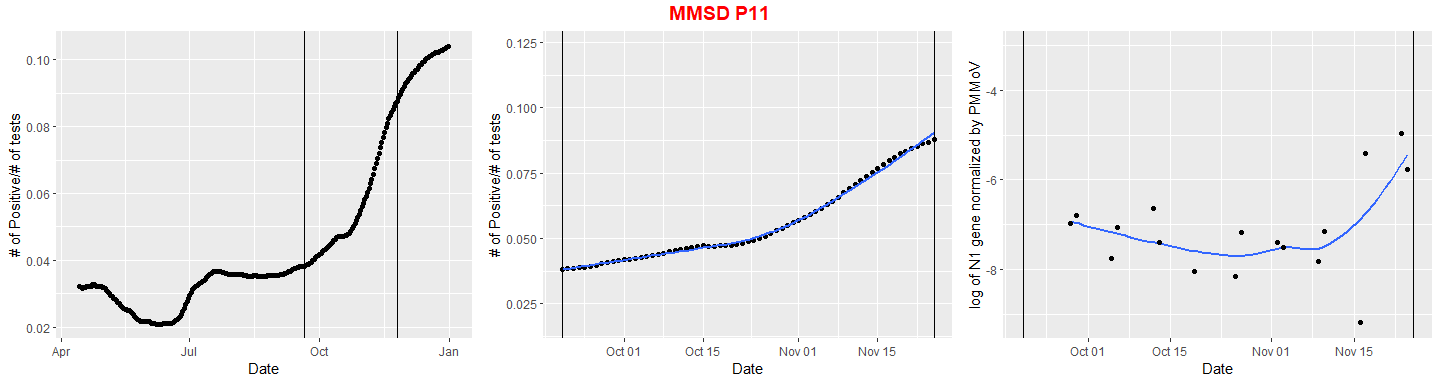 MMSD P11
# of Positive/# of tests
0.10
0.08
0.06
0.04
0.02
Apr
Jul
Oct
Jan
Date
# of Positive/# of tests
0.125
0.100
0.075
0.050
0.025
Oct 01
Oct 15
Nov 01
Nov 15
Date
log of N1 gene normalized by PMMoV
-4
-6
-8
Oct 01
Oct 15
Nov 01
Nov 15
Date